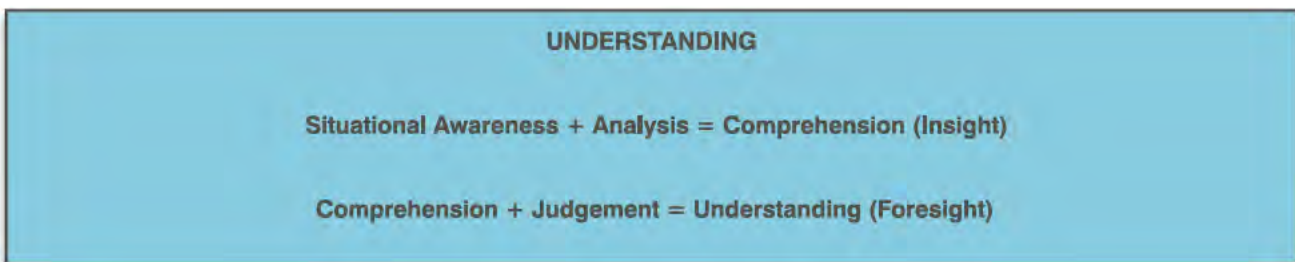 UNDERSTANDING
Situational Awareness + Analysis = Comprehension (Insight)
Comprehension + Judgement = Understanding (Foresight)